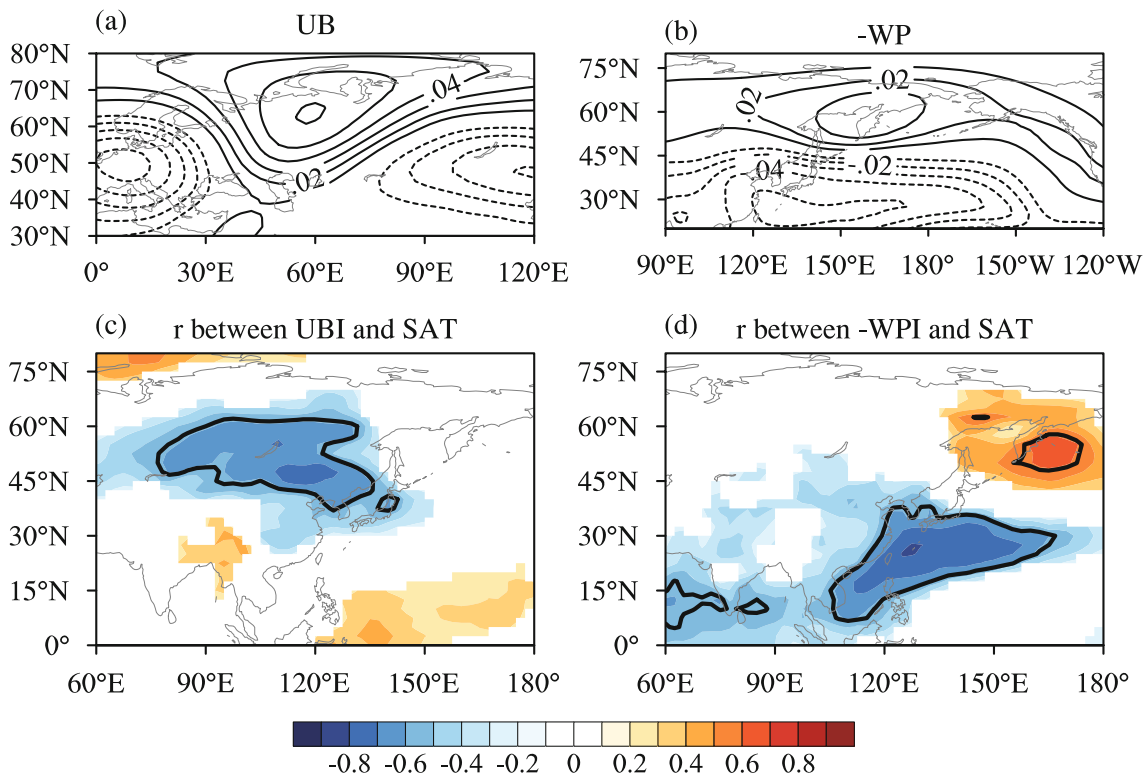 (a) UB
80°N
70°N
60°N
50°N
40°N
30°N
.04
.02
0° 30°E 60°E 90°E 120°E
(b) -WP
75°N
60°N
45°N
30°N
.02
.02
-.02
.04
90°E 120°E 150°E 180° 150°W 120°W
(c) r between UBI and SAT
75°N
60°N
45°N
30°N
15°N
0°
60°E 90°E 120°E 150°E 180°
(d) r between -WPI and SAT
75°N
60°N
45°N
30°N
15°N
0°
60°E 90°E 120°E 150°E 180°
-0.8 -0.6 -0.4 -0.2 0 0.2 0.4 0.6 0.8